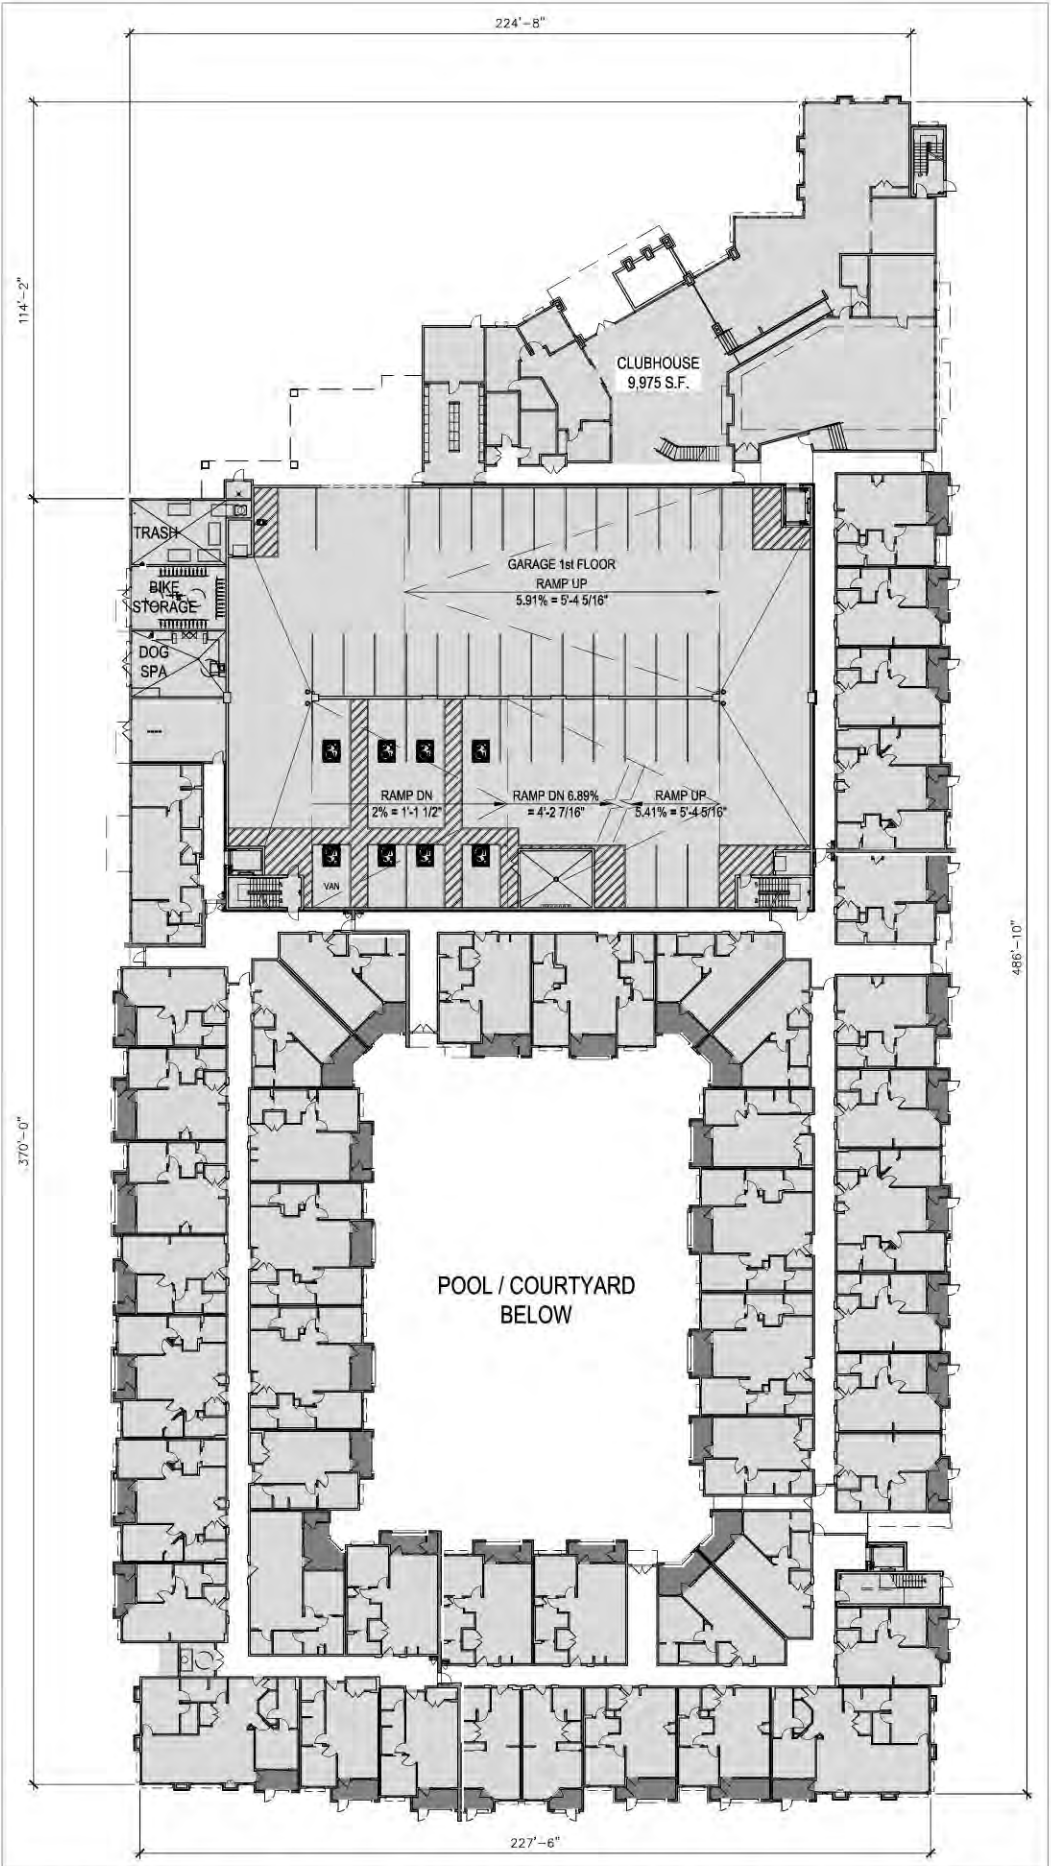 224'-8"
114'-2"
CLUBHOUSE
9,975 S.F.
TRASH
BIKE
STORAGE
DOG
SPA
GARAGE 1st FLOOR
RAMP UP
5.91% = 5'-4 5/16"
RAMP DN
2% = 1'-1 1/2"
RAMP DN 6.89%
= 4'-2 7/16"
RAMP UP
5.41% = 5'-4 5/16"
VAN
486'-10"
370'-0"
POOL / COURTYARD
BELOW
227'-6"